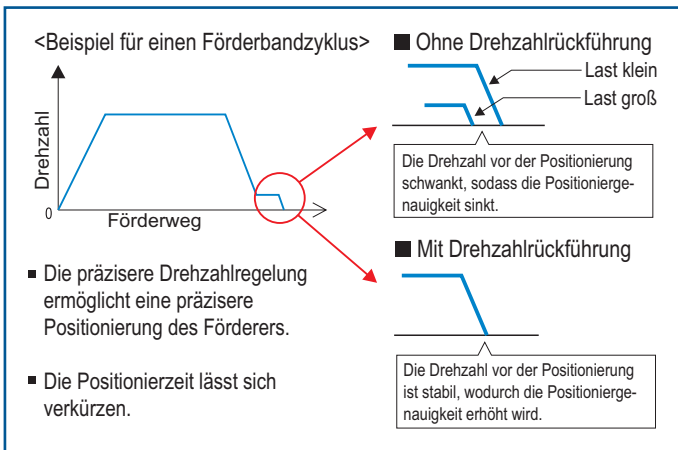 <Beispiel für einen Förderbandzyklus>
Drehzahl
0
Förderweg
▪ Die präzisere Drehzahlregelung
ermöglicht eine präzisere
Positionierung des Förderers.
▪ Die Positionierzeit lässt sich
verkürzen.
■ Ohne Drehzahlrückführung
Last klein
Last groß
Die Drehzahl vor der Positionierung
schwankt, sodass die Positionierge-
nauigkeit sinkt.
■ Mit Drehzahlrückführung
Die Drehzahl vor der Positionierung
ist stabil, wodurch die Positionierge-
nauigkeit erhöht wird.